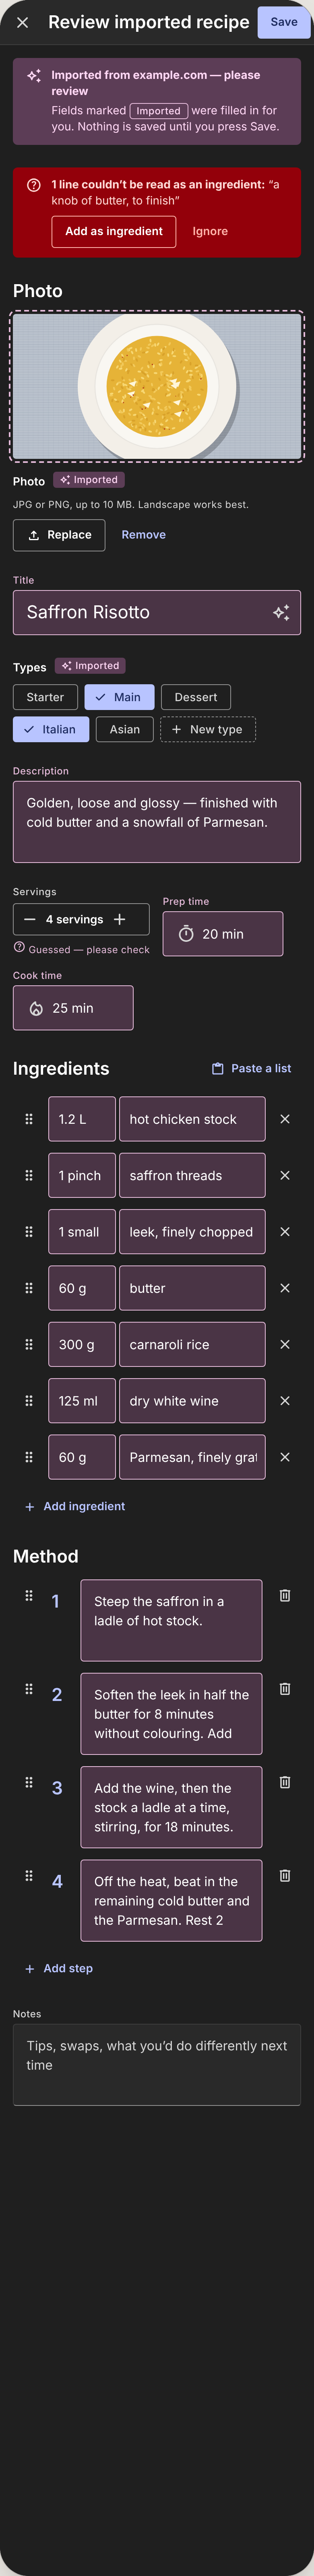 Review imported recipe
Save
Imported from example.com — please
review
Fields marked Imported were filled in for
you. Nothing is saved until you press Save.
1 line couldn’t be read as an ingredient: “a
knob of butter, to finish”
Add as ingredient
Ignore
Photo
Photo
Imported
JPG or PNG, up to 10 MB. Landscape works best.
Replace
Remove
Title
Saffron Risotto
Types
Imported
Starter
Main
Dessert
Italian
Asian
New type
Description
Golden, loose and glossy — finished with
cold butter and a snowfall of Parmesan.
Servings
4 servings
Guessed — please check
Prep time
20 min
Cook time
25 min
Ingredients
Paste a list
1.2 L
hot chicken stock
1 pinch
saffron threads
1 small
leek, finely chopped
60 g
butter
300 g
carnaroli rice
125 ml
dry white wine
60 g
Parmesan, finely grat
Add ingredient
Method
1
Steep the saffron in a
ladle of hot stock.
2
Soften the leek in half the
butter for 8 minutes
without colouring. Add
3
Add the wine, then the
stock a ladle at a time,
stirring, for 18 minutes.
4
Off the heat, beat in the
remaining cold butter and
the Parmesan. Rest 2
Add step
Notes
Tips, swaps, what you’d do differently next
time